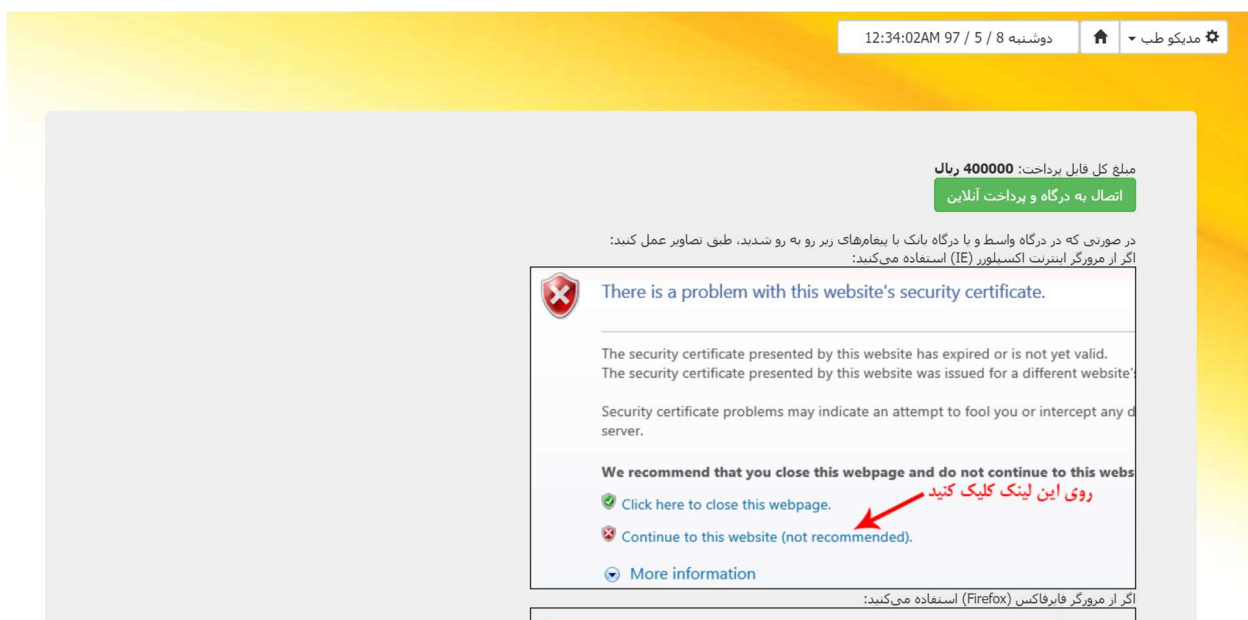 مدیکو طب
دوشنبه 8 / 5 / 97 12:34:02AM
مبلغ کل قابل پرداخت: 400000 ریال
اتصال به درگاه و پرداخت آنلاین
در صورتی که در درگاه واسط و یا درگاه بانک با پیغام‌های زیر رو به رو شدید، طبق تصاویر عمل کنید:
اگر از مرورگر اینترنت اکسپلورر (IE) استفاده می‌کنید:
There is a problem with this website's security certificate.
The security certificate presented by this website has expired or is not yet valid.
The security certificate presented by this website was issued for a different website's
Security certificate problems may indicate an attempt to fool you or intercept any d
server.
We recommend that you close this webpage and do not continue to this webs
روی این لینک کلیک کنید
Click here to close this webpage.
Continue to this website (not recommended).
More information
اگر از مرورگر فایرفاکس (Firefox) استفاده می‌کنید: